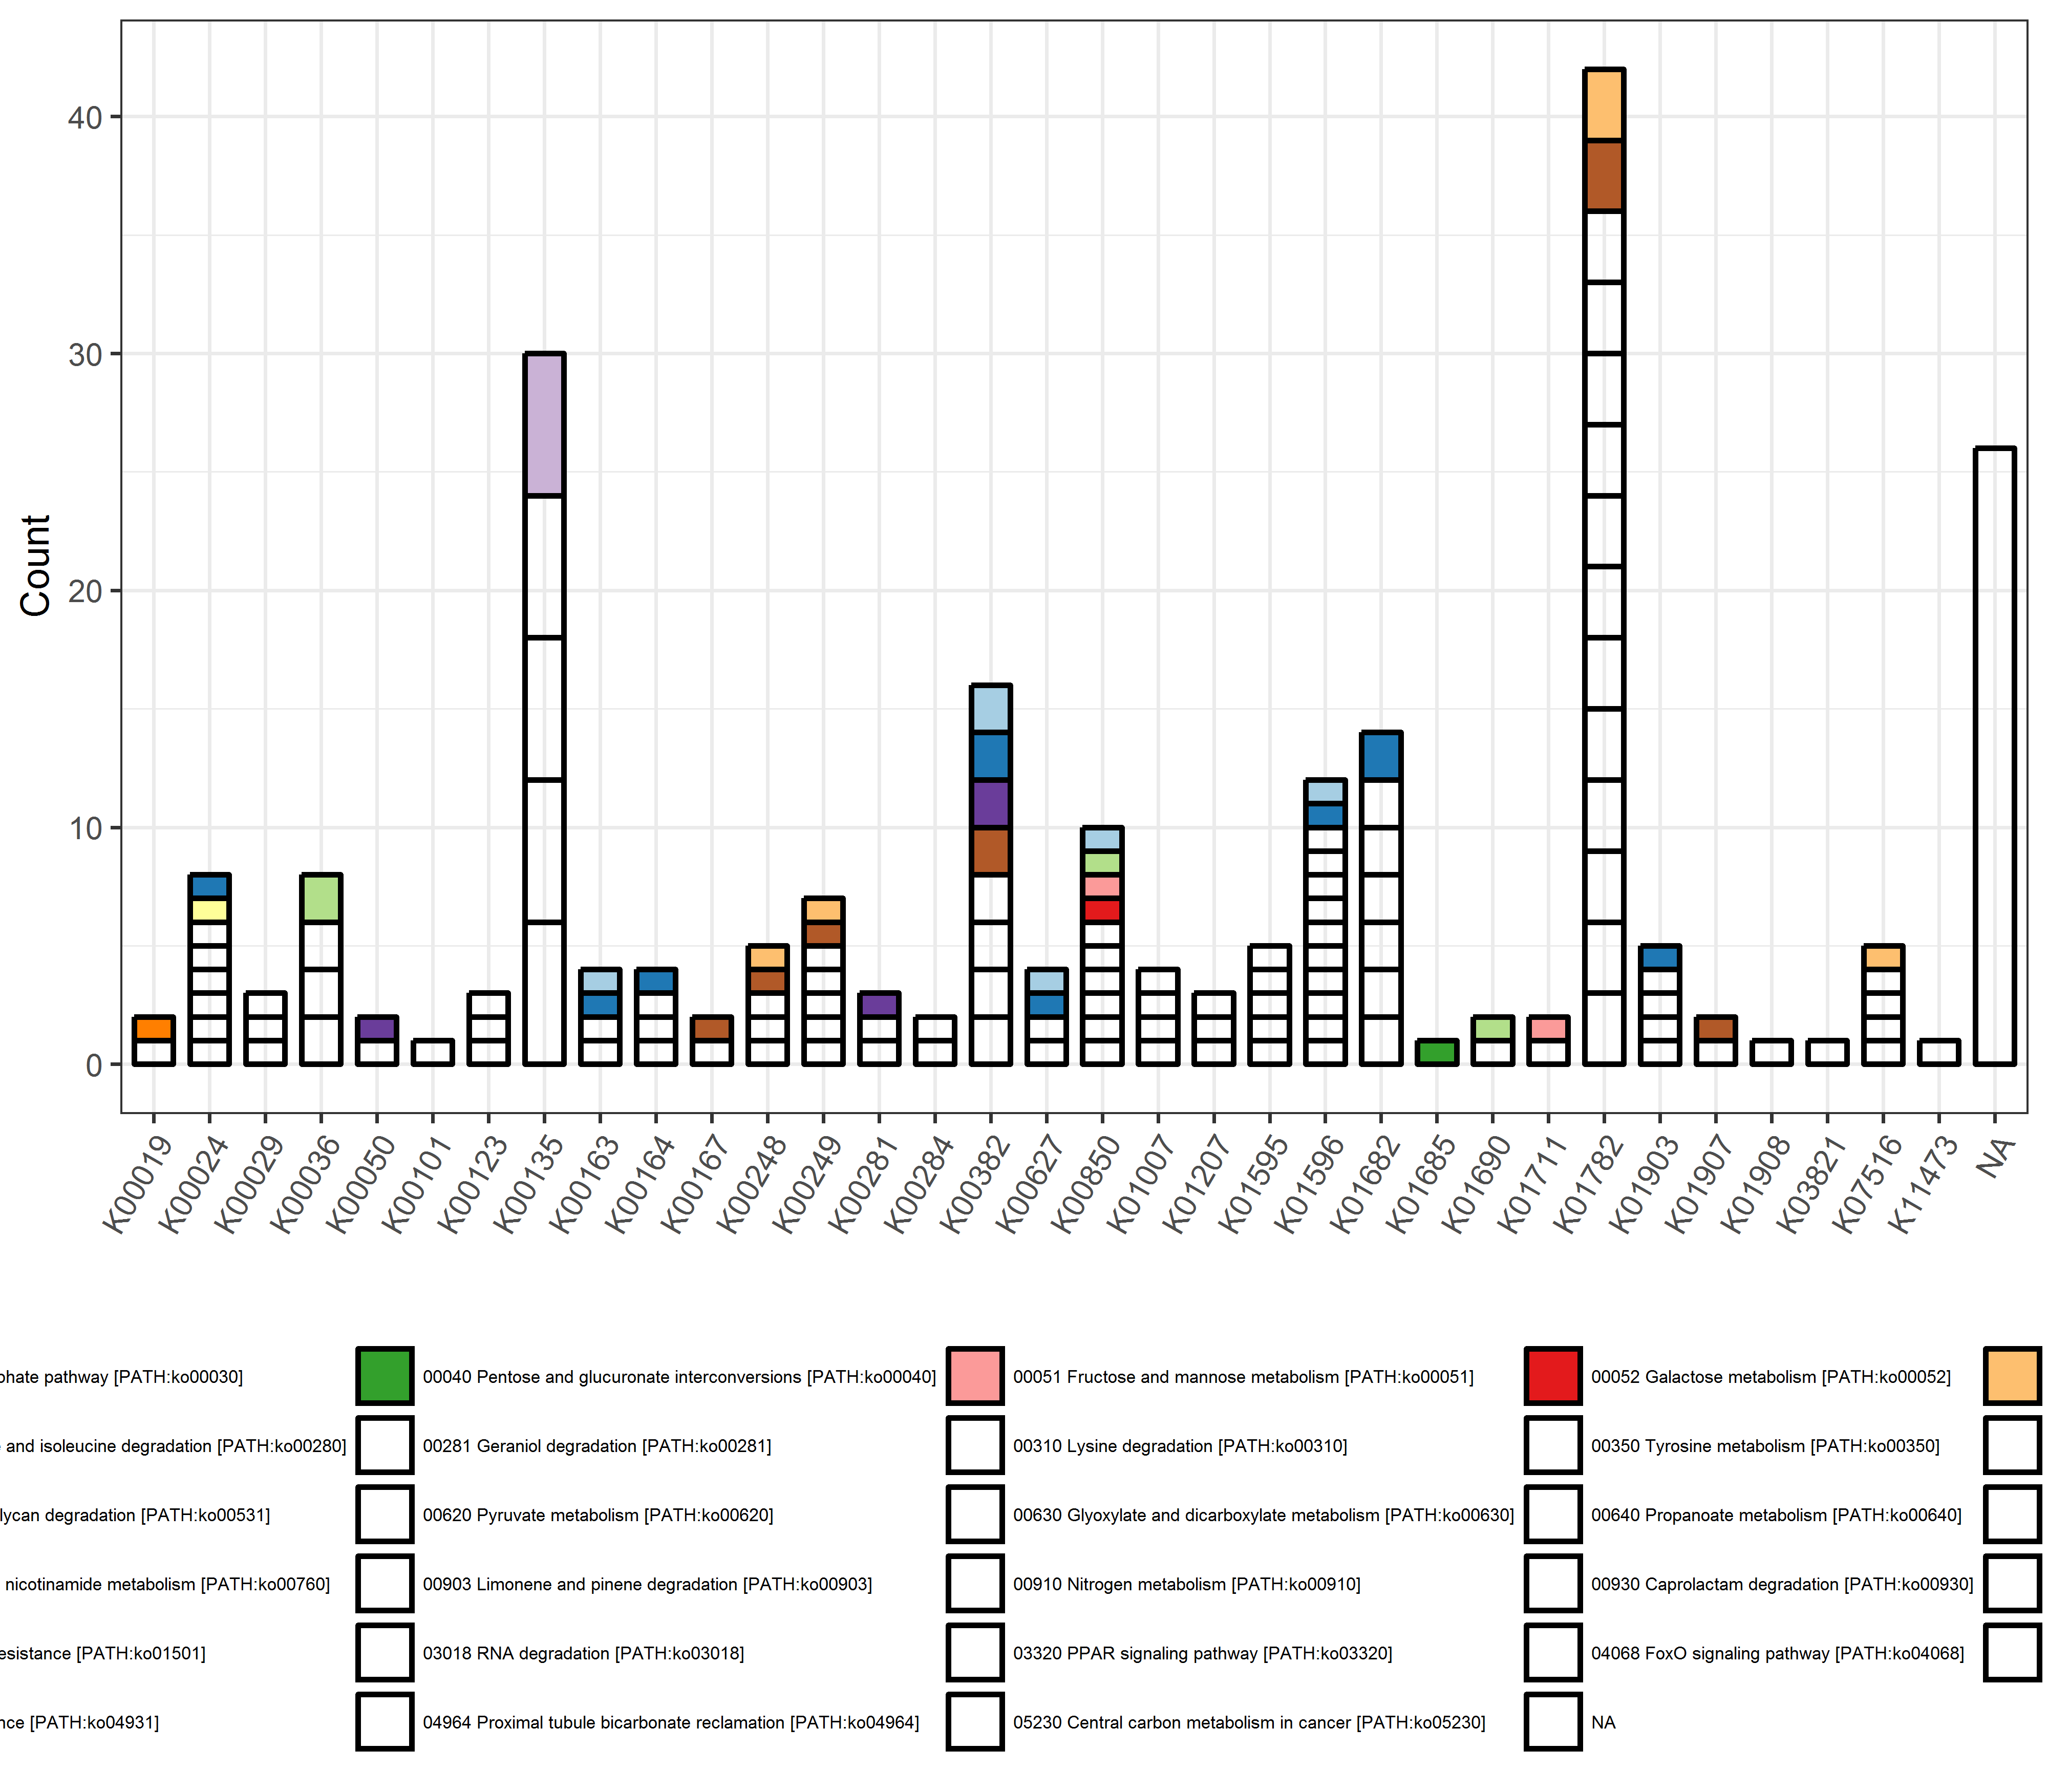 40
30
20
10
0
Count
K00019
K00024
K00029
K00036
K00050
K00101
K00123
K00135
K00163
K00164
K00167
K00248
K00249
K00281
K00284
K00382
K00627
K00850
K01007
K01207
K01595
K01596
K01682
K01685
K01690
K01711
K01782
K01903
K01907
K01908
K03821
K07516
K11473
NA
phate pathway [PATH:ko00030] 00040 Pentose and glucuronate interconversions [PATH:ko00040] 00051 Fructose and mannose metabolism [PATH:ko00051] 00052 Galactose metabolism [PATH:ko00052]
and isoleucine degradation [PATH:ko00280] 00281 Geraniol degradation [PATH:ko00281] 00310 Lysine degradation [PATH:ko00310] 00350 Tyrosine metabolism [PATH:ko00350]
lycan degradation [PATH:ko00531] 00620 Pyruvate metabolism [PATH:ko00620] 00630 Glyoxylate and dicarboxylate metabolism [PATH:ko00630] 00640 Propanoate metabolism [PATH:ko00640]
nicotinamide metabolism [PATH:ko00760] 00903 Limonene and pinene degradation [PATH:ko00903] 00910 Nitrogen metabolism [PATH:ko00910] 00930 Caprolactam degradation [PATH:ko00930]
esistance [PATH:ko01501] 03018 RNA degradation [PATH:ko03018] 03320 PPAR signaling pathway [PATH:ko03320] 04068 FoxO signaling pathway [PATH:ko04068]
nce [PATH:ko04931] 04964 Proximal tubule bicarbonate reclamation [PATH:ko04964] 05230 Central carbon metabolism in cancer [PATH:ko05230] NA